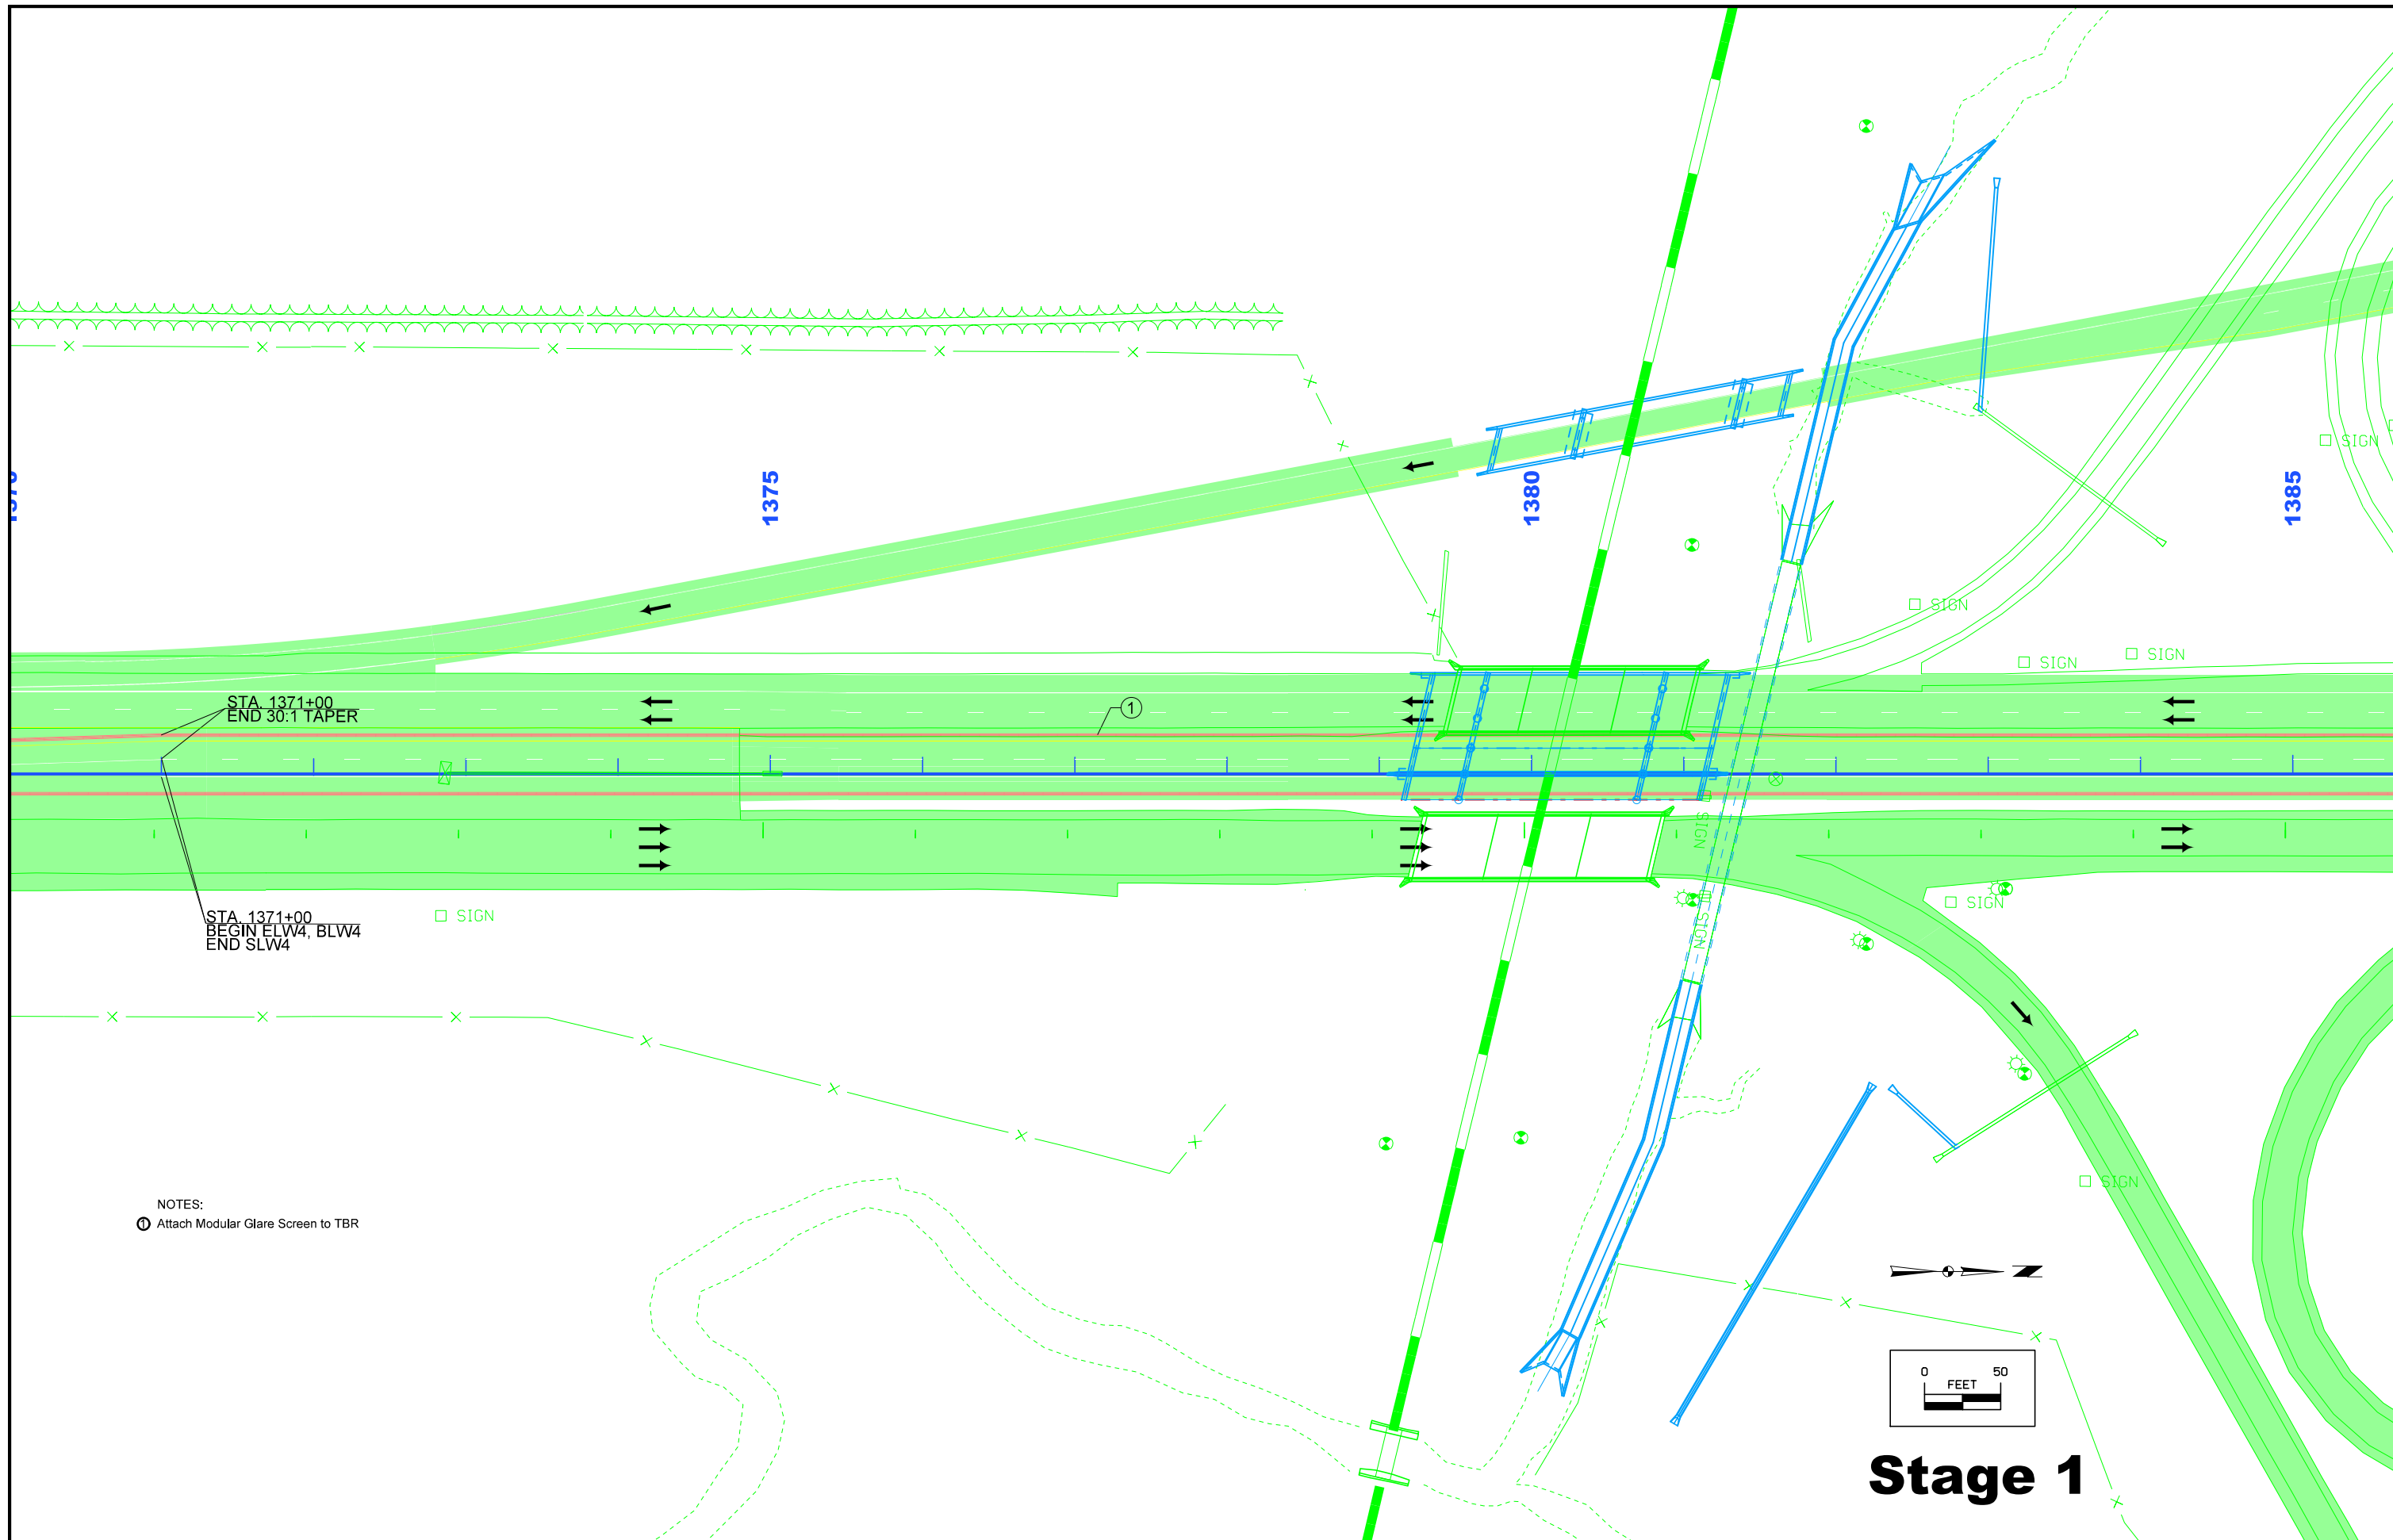 1375
1380
1385
SIGN
SIGN
SIGN
SIGN
STA. 1371+00
END 30:1 TAPER
1
SIGN
STA. 1371+00
BEGIN ELW4, BLW4
END SLW4
SIGN
SIGN
SIGN
SIGN
NOTES:
1 Attach Modular Glare Screen to TBR
N
0 50
FEET
Stage 1